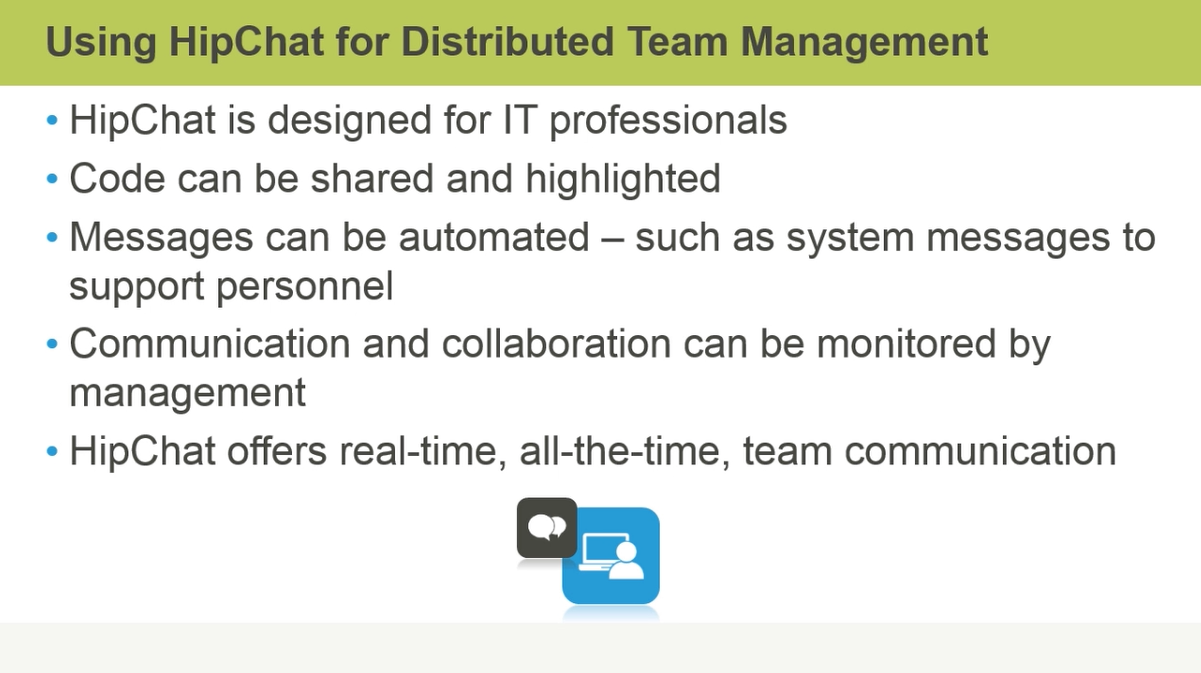 Using HipChat for Distributed Team Management
• HipChat is designed for IT professionals
• Code can be shared and highlighted
• Messages can be automated – such as system messages to
support personnel
• Communication and collaboration can be monitored by
management
• HipChat offers real-time, all-the-time, team communication